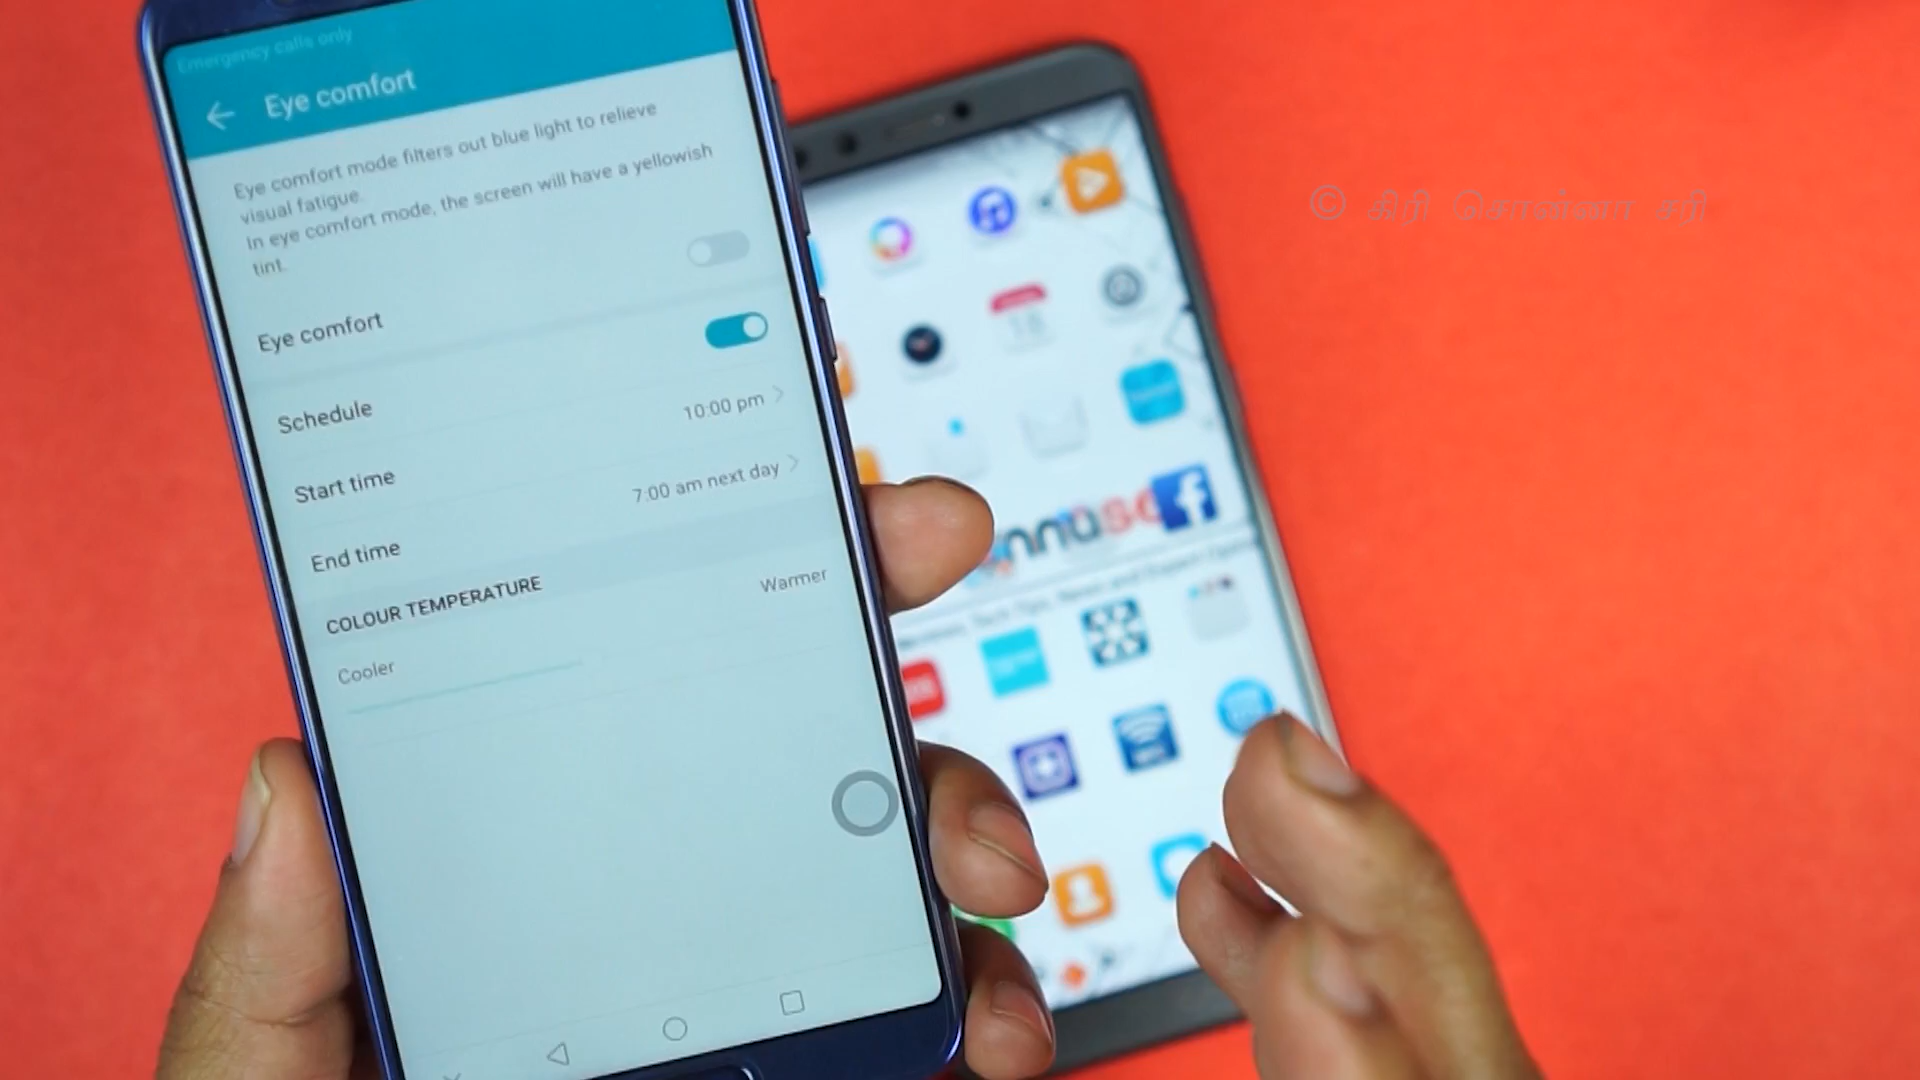 Emergency calls only
Eye comfort
Eye comfort mode filters out blue light to relieve
visual fatigue.
In eye comfort mode, the screen will have a yellowish
tint.
Eye comfort
Schedule
Start time
10:00 pm
End time
7:00 am next day
COLOUR TEMPERATURE
Cooler
Warmer
© கிரி சொன்னா சரி